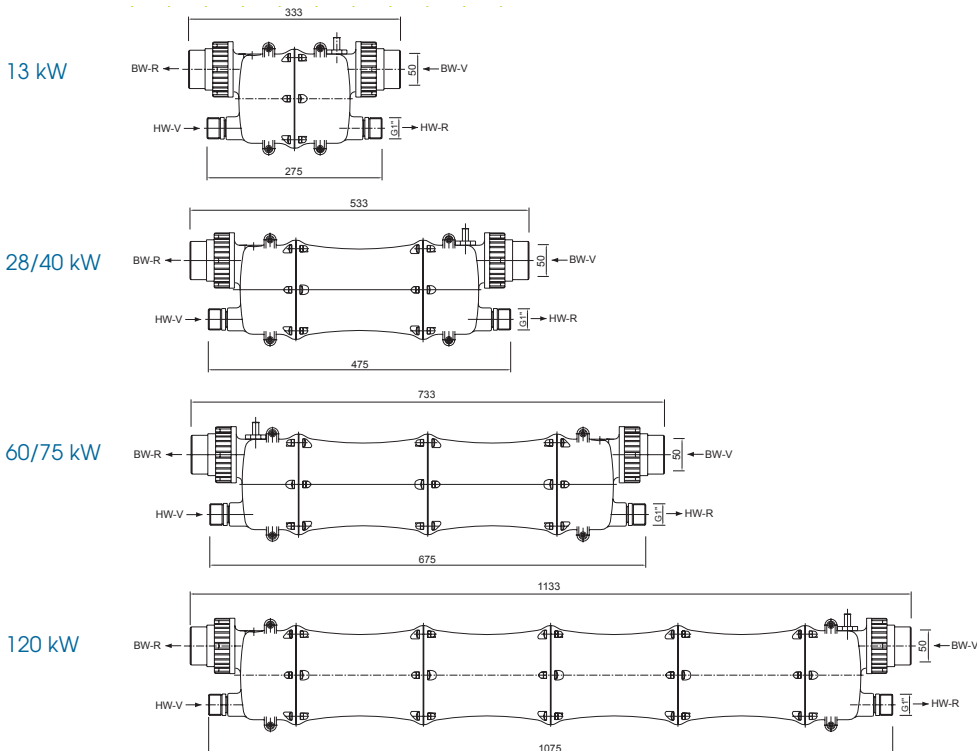 333
13 kW
BW-R
50
BW-V
HW-V
G1"
HW-R
275
533
28/40 kW
BW-R
50
BW-V
HW-V
G1"
HW-R
475
733
60/75 kW
BW-R
50
BW-V
HW-V
G1"
HW-R
675
1133
120 kW
BW-R
50
BW-V
HW-V
G1"
HW-R
1075